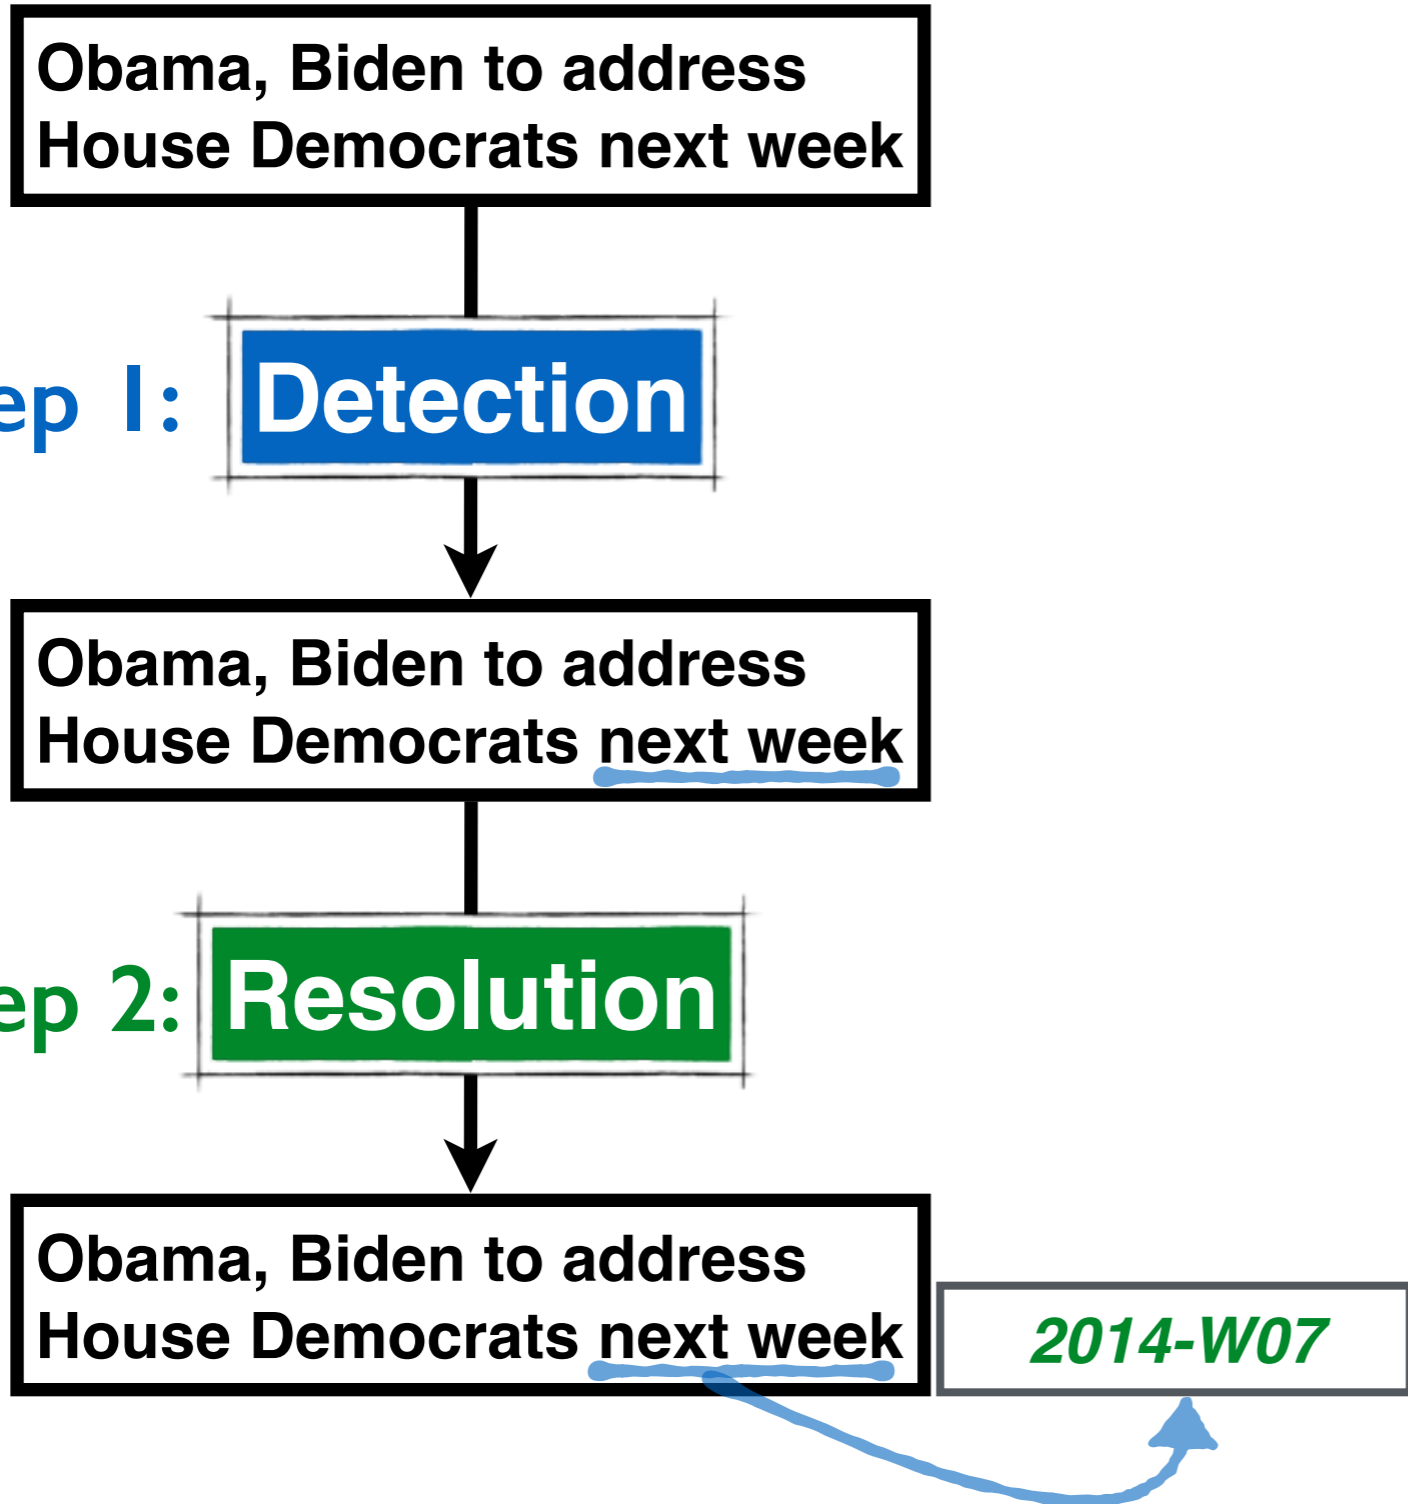 Obama, Biden to address
House Democrats next week
ep 1: Detection
Obama, Biden to address
House Democrats next week
ep 2: Resolution
Obama, Biden to address
House Democrats next week
2014-W07